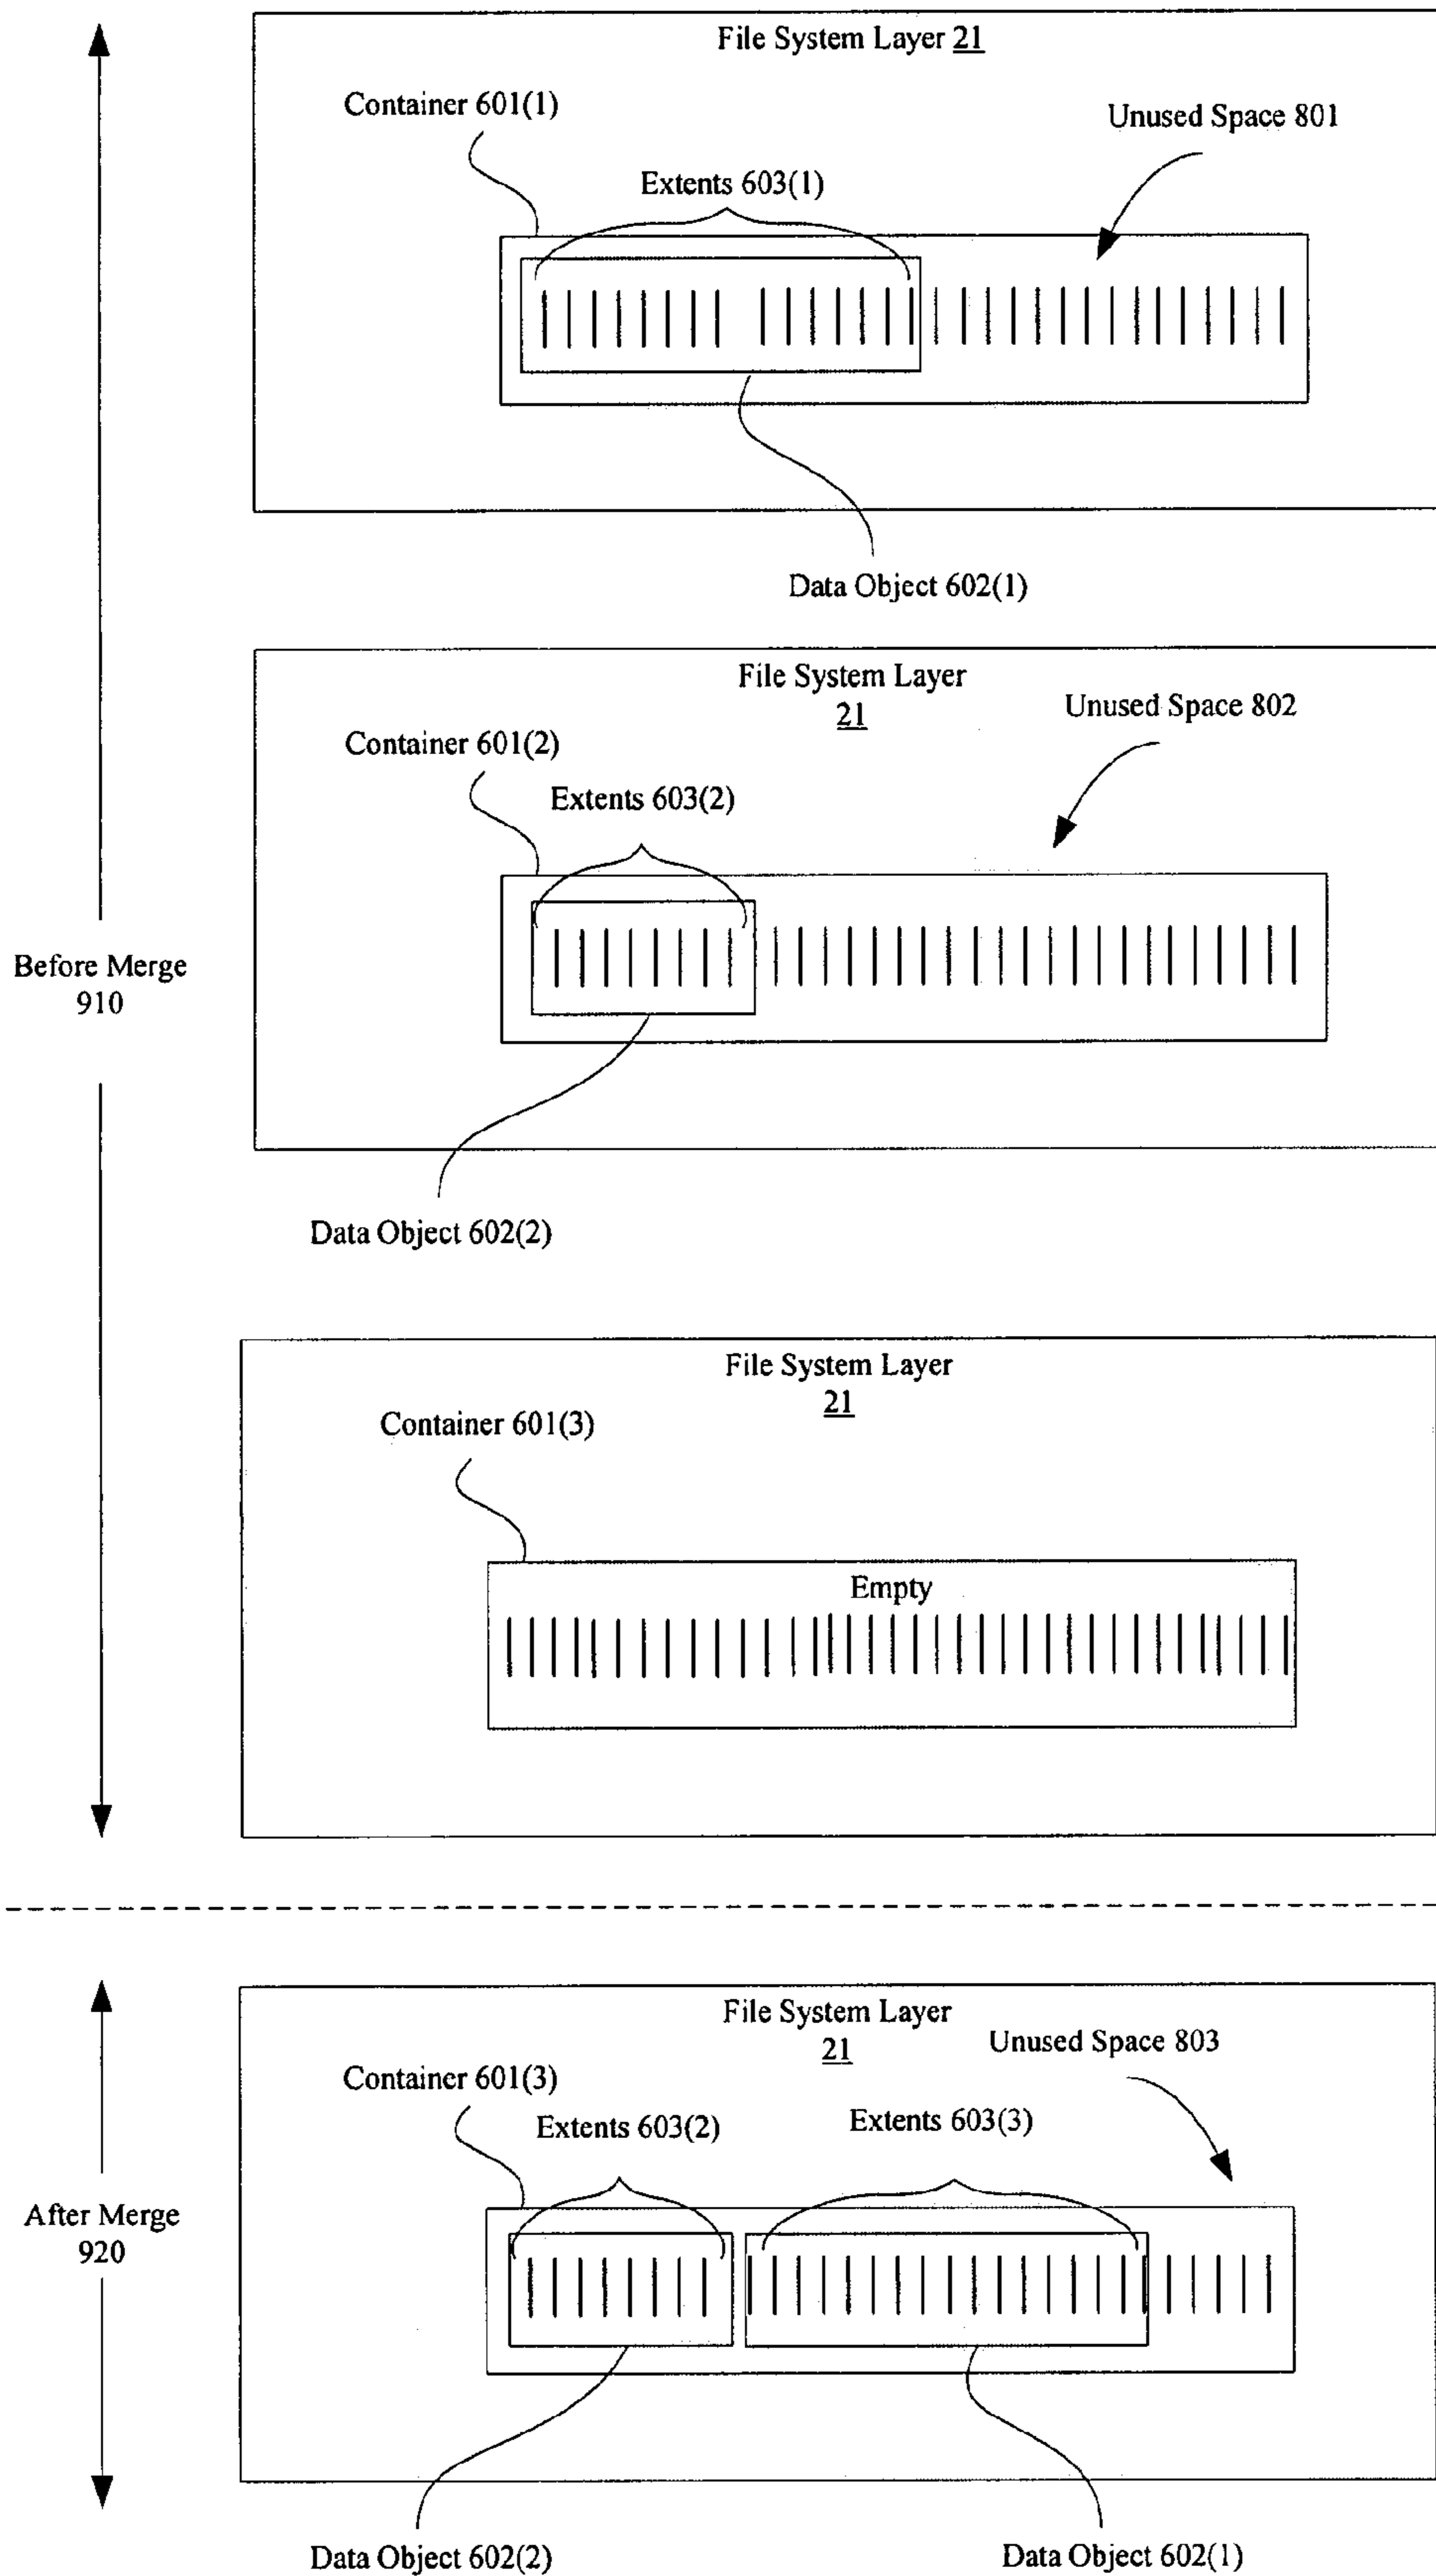 File System Layer 21
Container 601(1)
Unused Space 801
Extents 603(1)
Data Object 602(1)
File System Layer
21
Unused Space 802
Container 601(2)
Extents 603(2)
Before Merge
910
Data Object 602(2)
File System Layer
21
Container 601(3)
Empty
File System Layer
21
Unused Space 803
Container 601(3)
Extents 603(2)
Extents 603(3)
After Merge
920
Data Object 602(2)
Data Object 602(1)